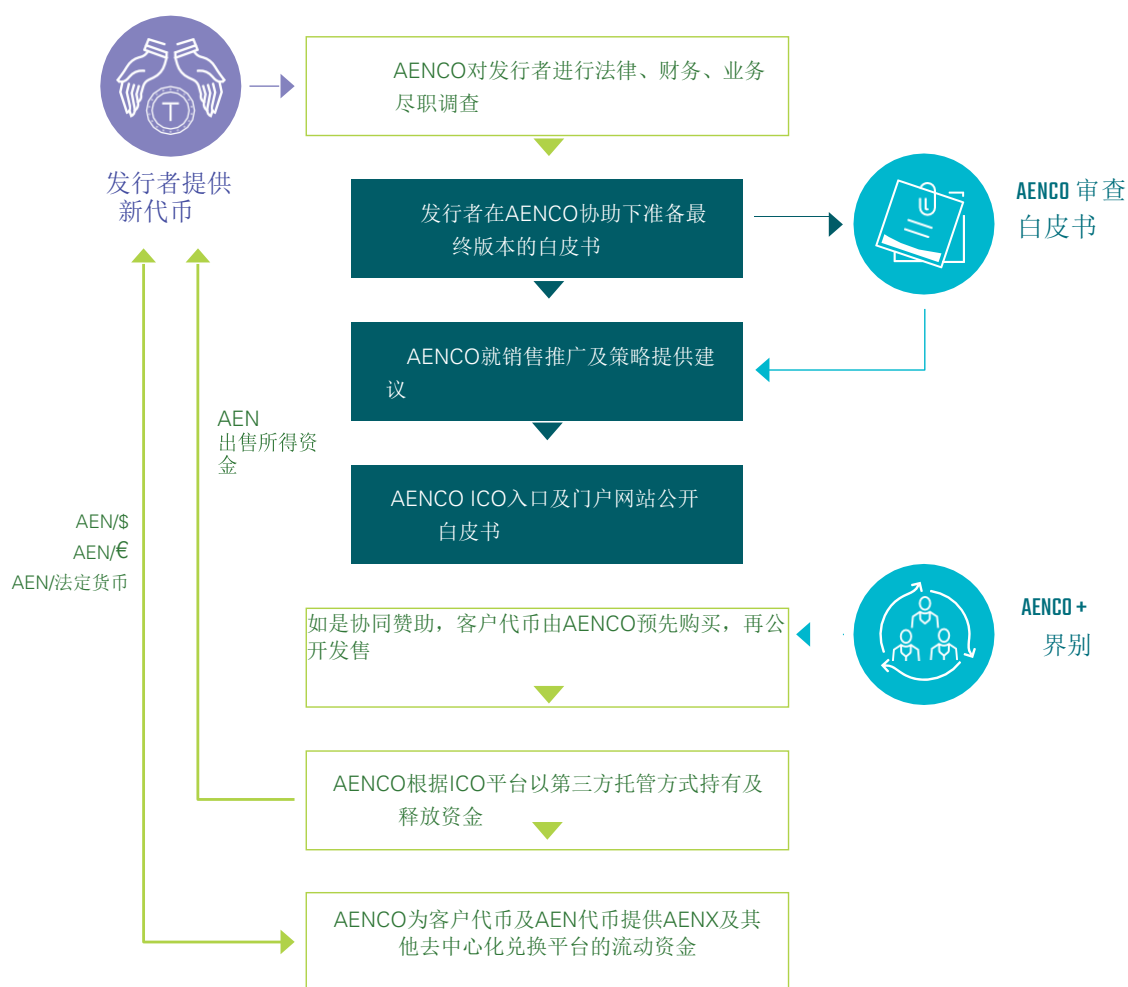 AENCO对发行者进行法律、财务、业务
尽职调查
发行者提供
新代币
发行者在AENCO协助下准备最
终版本的白皮书
AENCO 审查
白皮书
AENCO就销售推广及策略提供建
议
AEN
出售所得资
金
AENCO ICO入口及门户网站公开
白皮书
AEN/$
AEN/€
AEN/法定货币
如是协同赞助，客户代币由AENCO预先购买，再公
开发售
AENCO +
界别
AENCO根据ICO平台以第三方托管方式持有及
释放资金
AENCO为客户代币及AEN代币提供AENX及其
他去中心化兑换平台的流动资金
T